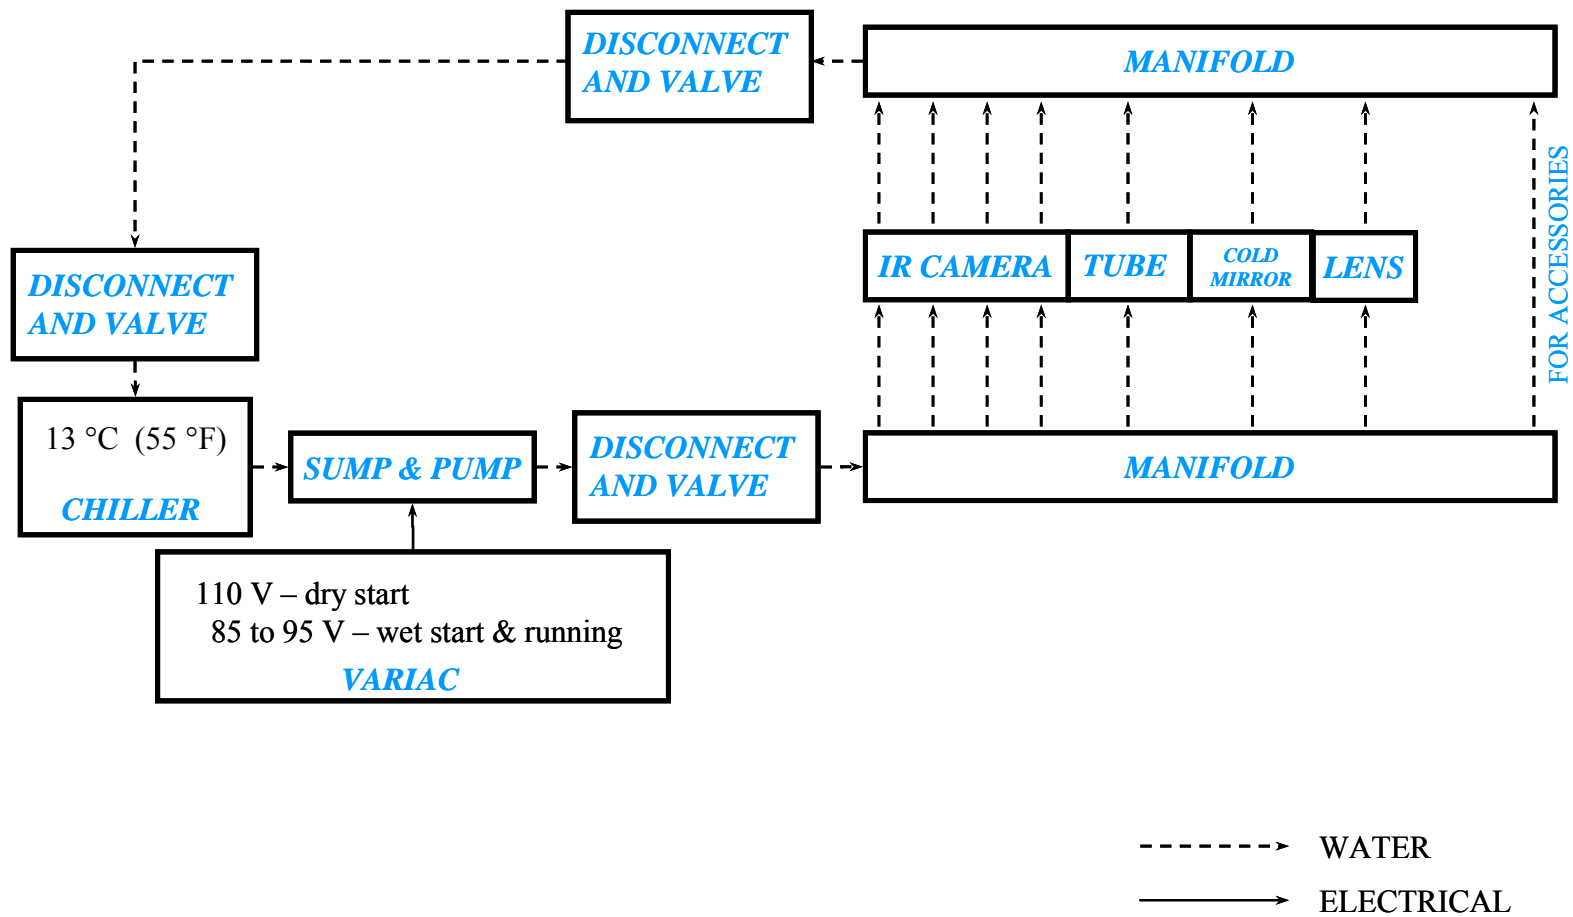 DISCONNECT
AND VALVE
MANIFOLD
FOR ACCESSORIES
DISCONNECT
AND VALVE
IR CAMERA
TUBE
COLD
MIRROR
LENS
13 °C (55 °F)
CHILLER
SUMP & PUMP
DISCONNECT
AND VALVE
MANIFOLD
110 V – dry start
85 to 95 V – wet start & running
VARIAC
WATER
ELECTRICAL